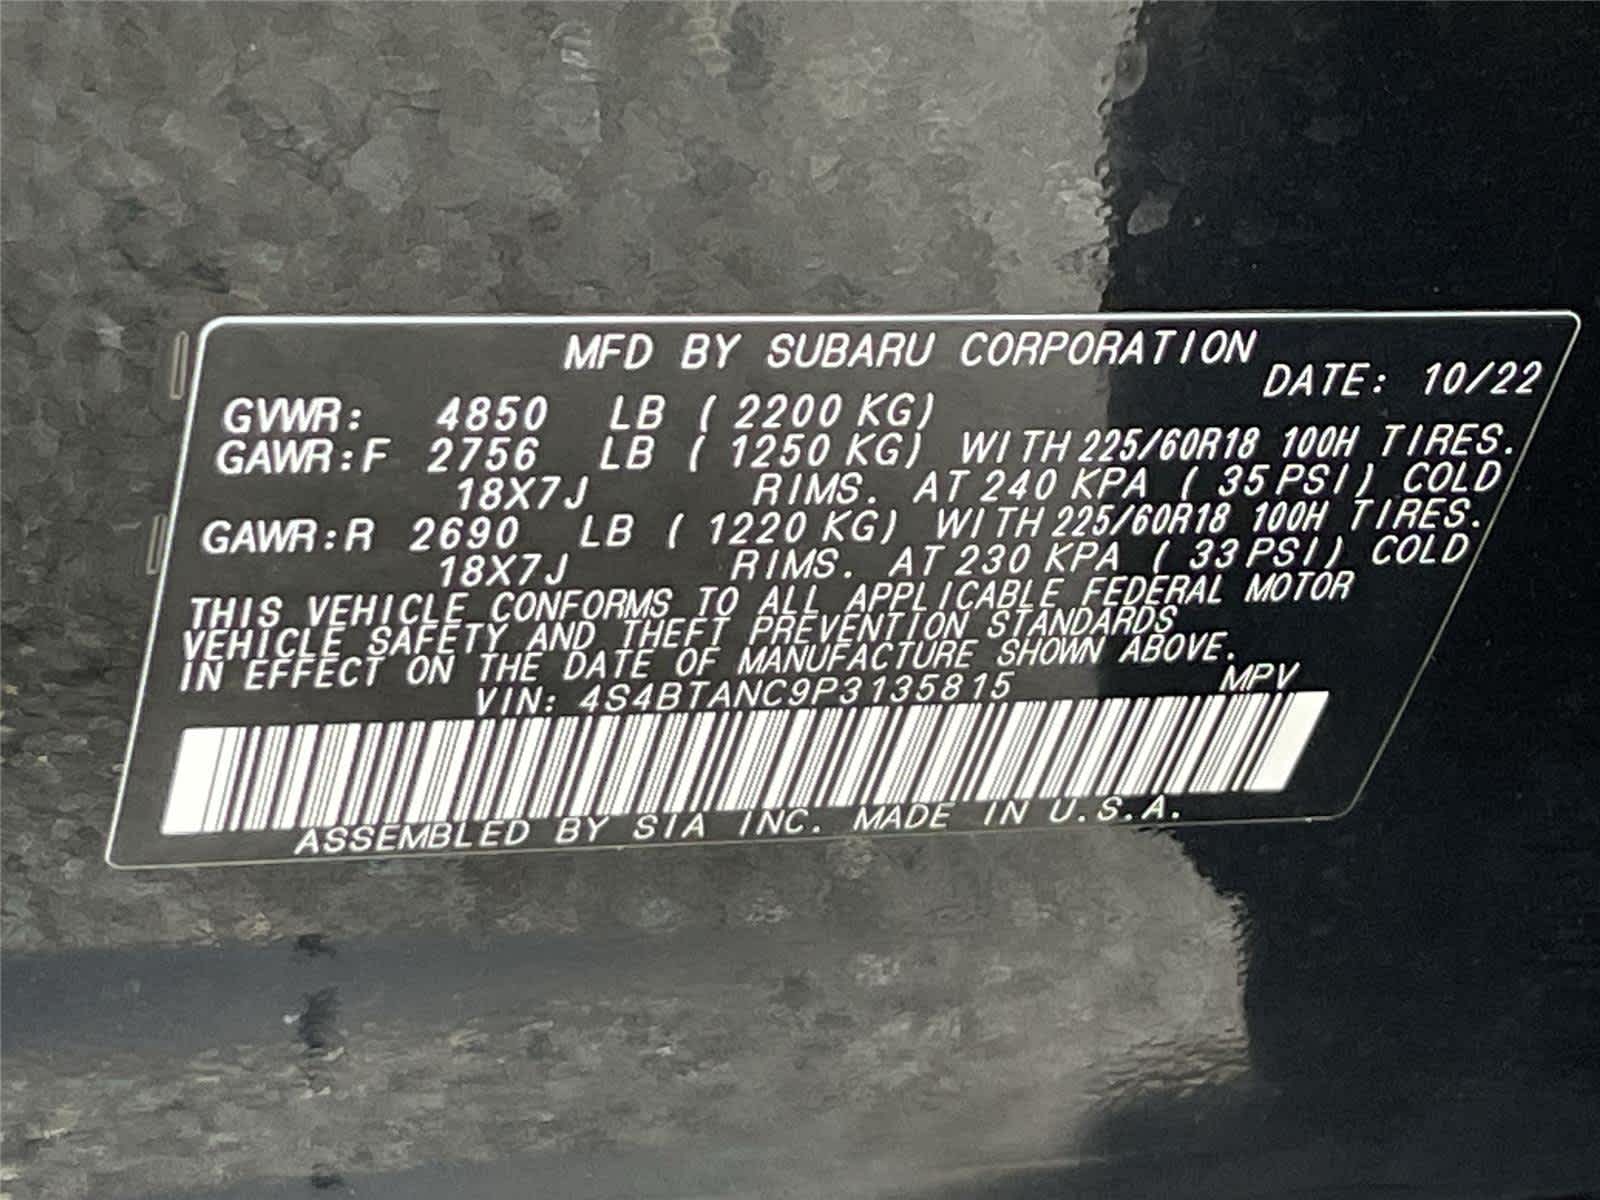 MFD BY SUBARU CORPORATION
DATE: 10/22
GVWR: 4850 LB ( 2200 KG)
GAWR:F 2756 LB ( 1250 KG) WITH 225/60R18 100H TIRES.
18X7J RIMS. AT 240 KPA ( 35 PSI) COLD
GAWR:R 2690 LB ( 1220 KG) WITH 225/60R18 100H TIRES.
18X7J RIMS. AT 230 KPA ( 33 PSI) COLD
THIS VEHICLE CONFORMS TO ALL APPLICABLE FEDERAL MOTOR
VEHICLE SAFETY AND THEFT PREVENTION STANDARDS
IN EFFECT ON THE DATE OF MANUFACTURE SHOWN ABOVE.
VIN: 4S4BTANC9P3135815 MPV
ASSEMBLED BY SIA INC. MADE IN U.S.A.